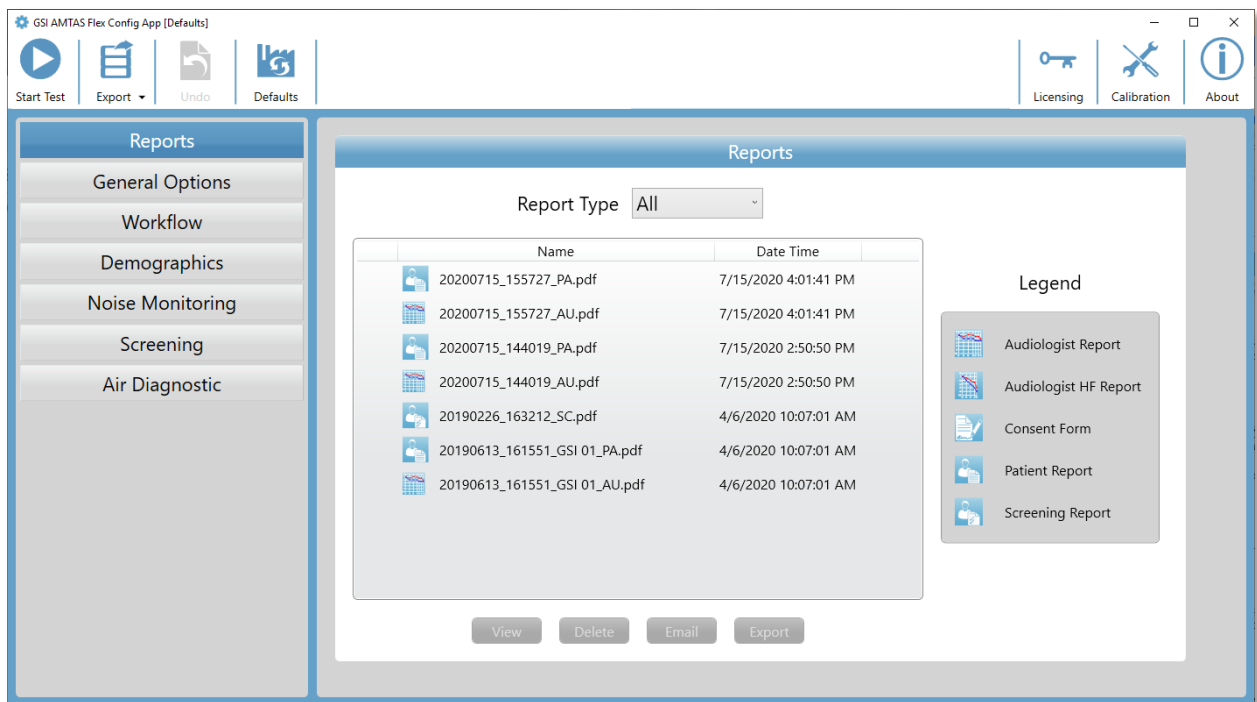 GSI AMTAS Flex Config App [Defaults]
Start Test
Export
Undo
Defaults
Licensing
Calibration
About
Reports
General Options
Workflow
Demographics
Noise Monitoring
Screening
Air Diagnostic
Reports
Report Type All
Name Date Time
20200715_155727_PA.pdf 7/15/2020 4:01:41 PM
20200715_155727_AU.pdf 7/15/2020 4:01:41 PM
20200715_144019_PA.pdf 7/15/2020 2:50:50 PM
20200715_144019_AU.pdf 7/15/2020 2:50:50 PM
20190226_163212_SC.pdf 4/6/2020 10:07:01 AM
20190613_161551_GSI 01_PA.pdf 4/6/2020 10:07:01 AM
20190613_161551_GSI 01_AU.pdf 4/6/2020 10:07:01 AM
Legend
Audiologist Report
Audiologist HF Report
Consent Form
Patient Report
Screening Report
View
Delete
Email
Export